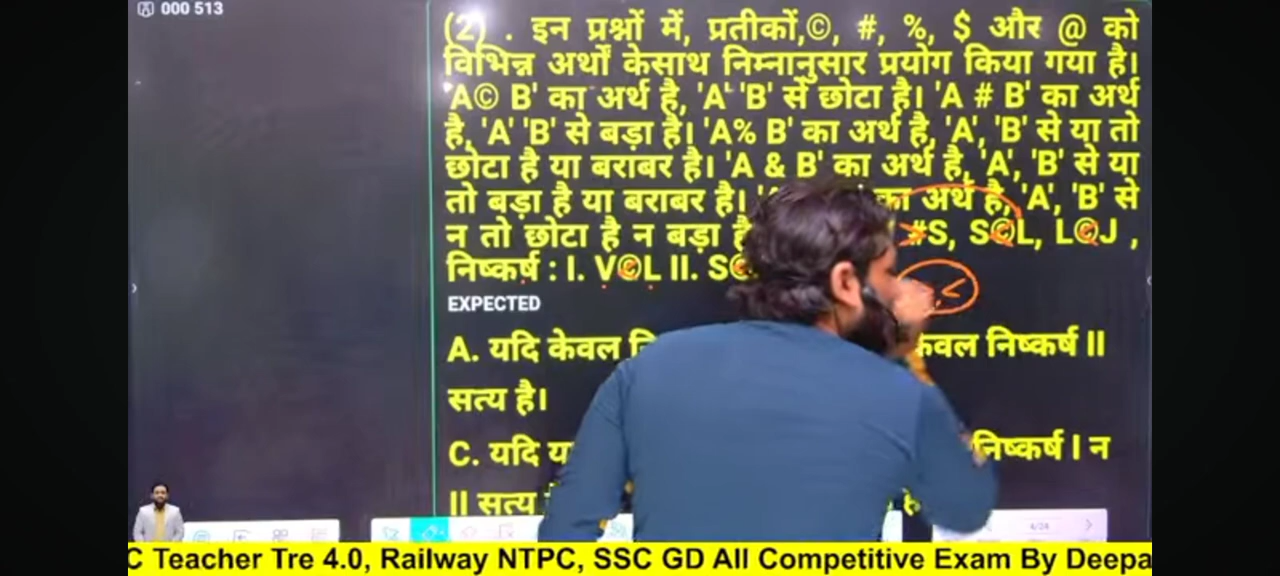 000 513
(2) . इन प्रश्नों में, प्रतीकों,©, #, %, $ और @ को
विभिन्न अर्थों केसाथ निम्नानुसार प्रयोग किया गया है।
'A© B' का अर्थ है, 'A' 'B' से छोटा है। 'A # B' का अर्थ
है, 'A' 'B' से बड़ा है। 'A% B' का अर्थ है, 'A', 'B' से या तो
छोटा है या बराबर है। 'A & B' का अर्थ है, 'A', 'B' से या
तो बड़ा है या बराबर है। का अर्थ है, 'A', 'B' से
न तो छोटा है न बड़ा #S, S©L, L©J ,
निष्कर्ष : I. V©L II.
<
EXPECTED
A. यदि केवल केवल निष्कर्ष II
सत्य है।
C. यदि निष्कर्ष I न
II सत्य
4/24
C Teacher Tre 4.0, Railway NTPC, SSC GD All Competitive Exam By Deepa